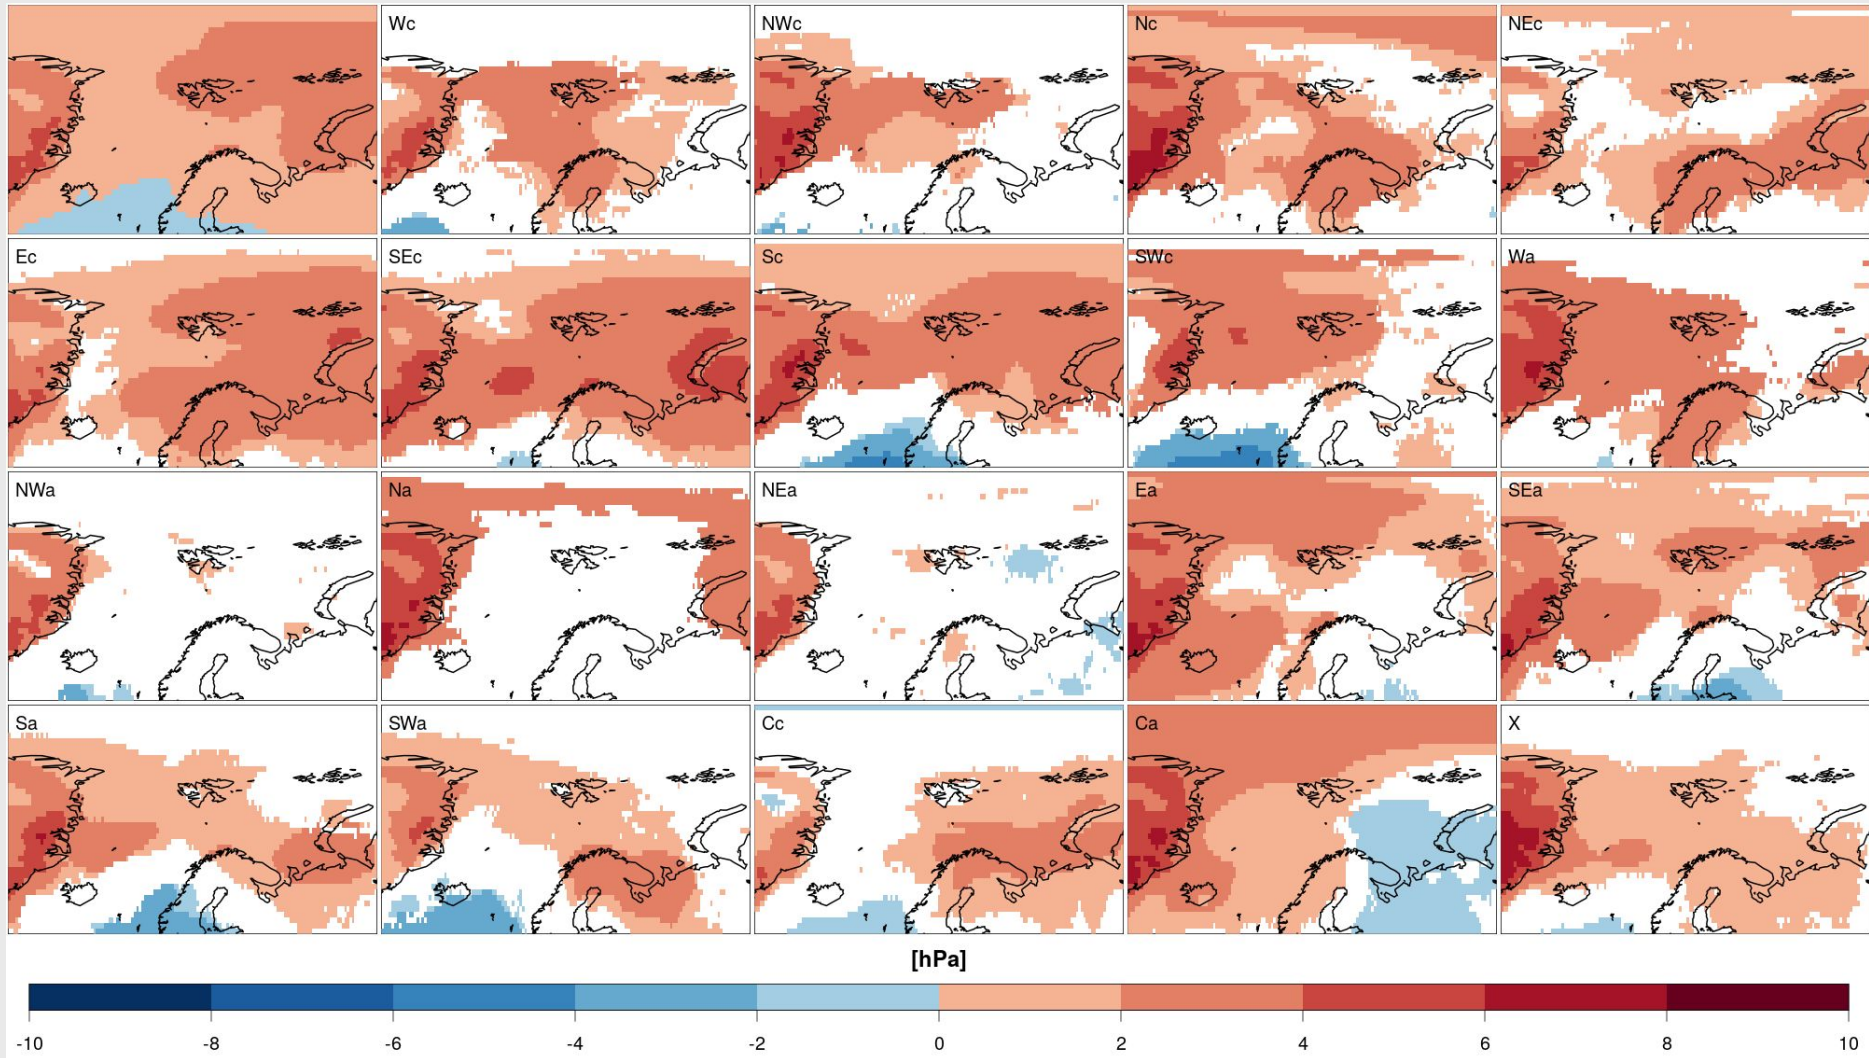 Wc NWc Nc NEc
Ec SEc Sc SWc Wa
NWa Na NEa Ea SEa
Sa SWa Cc Ca X
[hPa]
-10 -8 -6 -4 -2 0 2 4 6 8 10